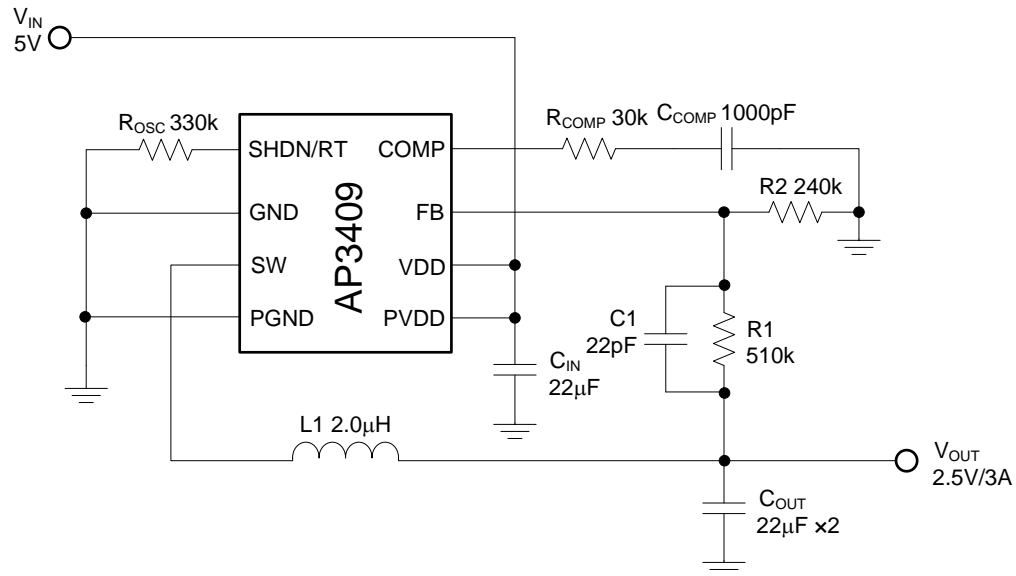 VIN
5V
ROSC 330k
RCOMP 30k
CCOMP 1000pF
SHDN/RT
COMP
R2 240k
GND
FB
AP3409
SW
VDD
PGND
PVDD
C1
22pF
R1
510k
CIN
22μF
L1 2.0μH
VOUT
2.5V/3A
COUT
22μF ×2